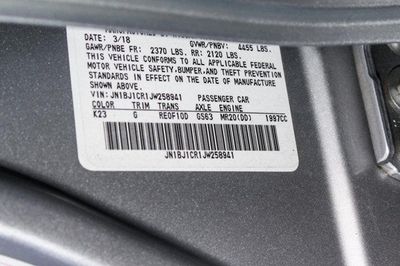 DATE: 3/18 GVWR/PNBV: 4455 LBS.
GAWR/PNBE FR: 2370 LBS. RR: 2120 LBS.
THIS VEHICLE CONFORMS TO ALL APPLICABLE FEDERAL
MOTOR VEHICLE SAFETY, BUMPER, AND THEFT PREVENTION
STANDARDS IN EFFECT ON THE DATE OF MANUFACTURE
SHOWN ABOVE.
VIN: JN1BJ1CR1JW258941 PASSENGER CAR
COLOR TRIM TRANS AXLE ENGINE
K23 G RE0F10D GS63 MR20(DD) 1997CC
JN1BJ1CR1JW258941